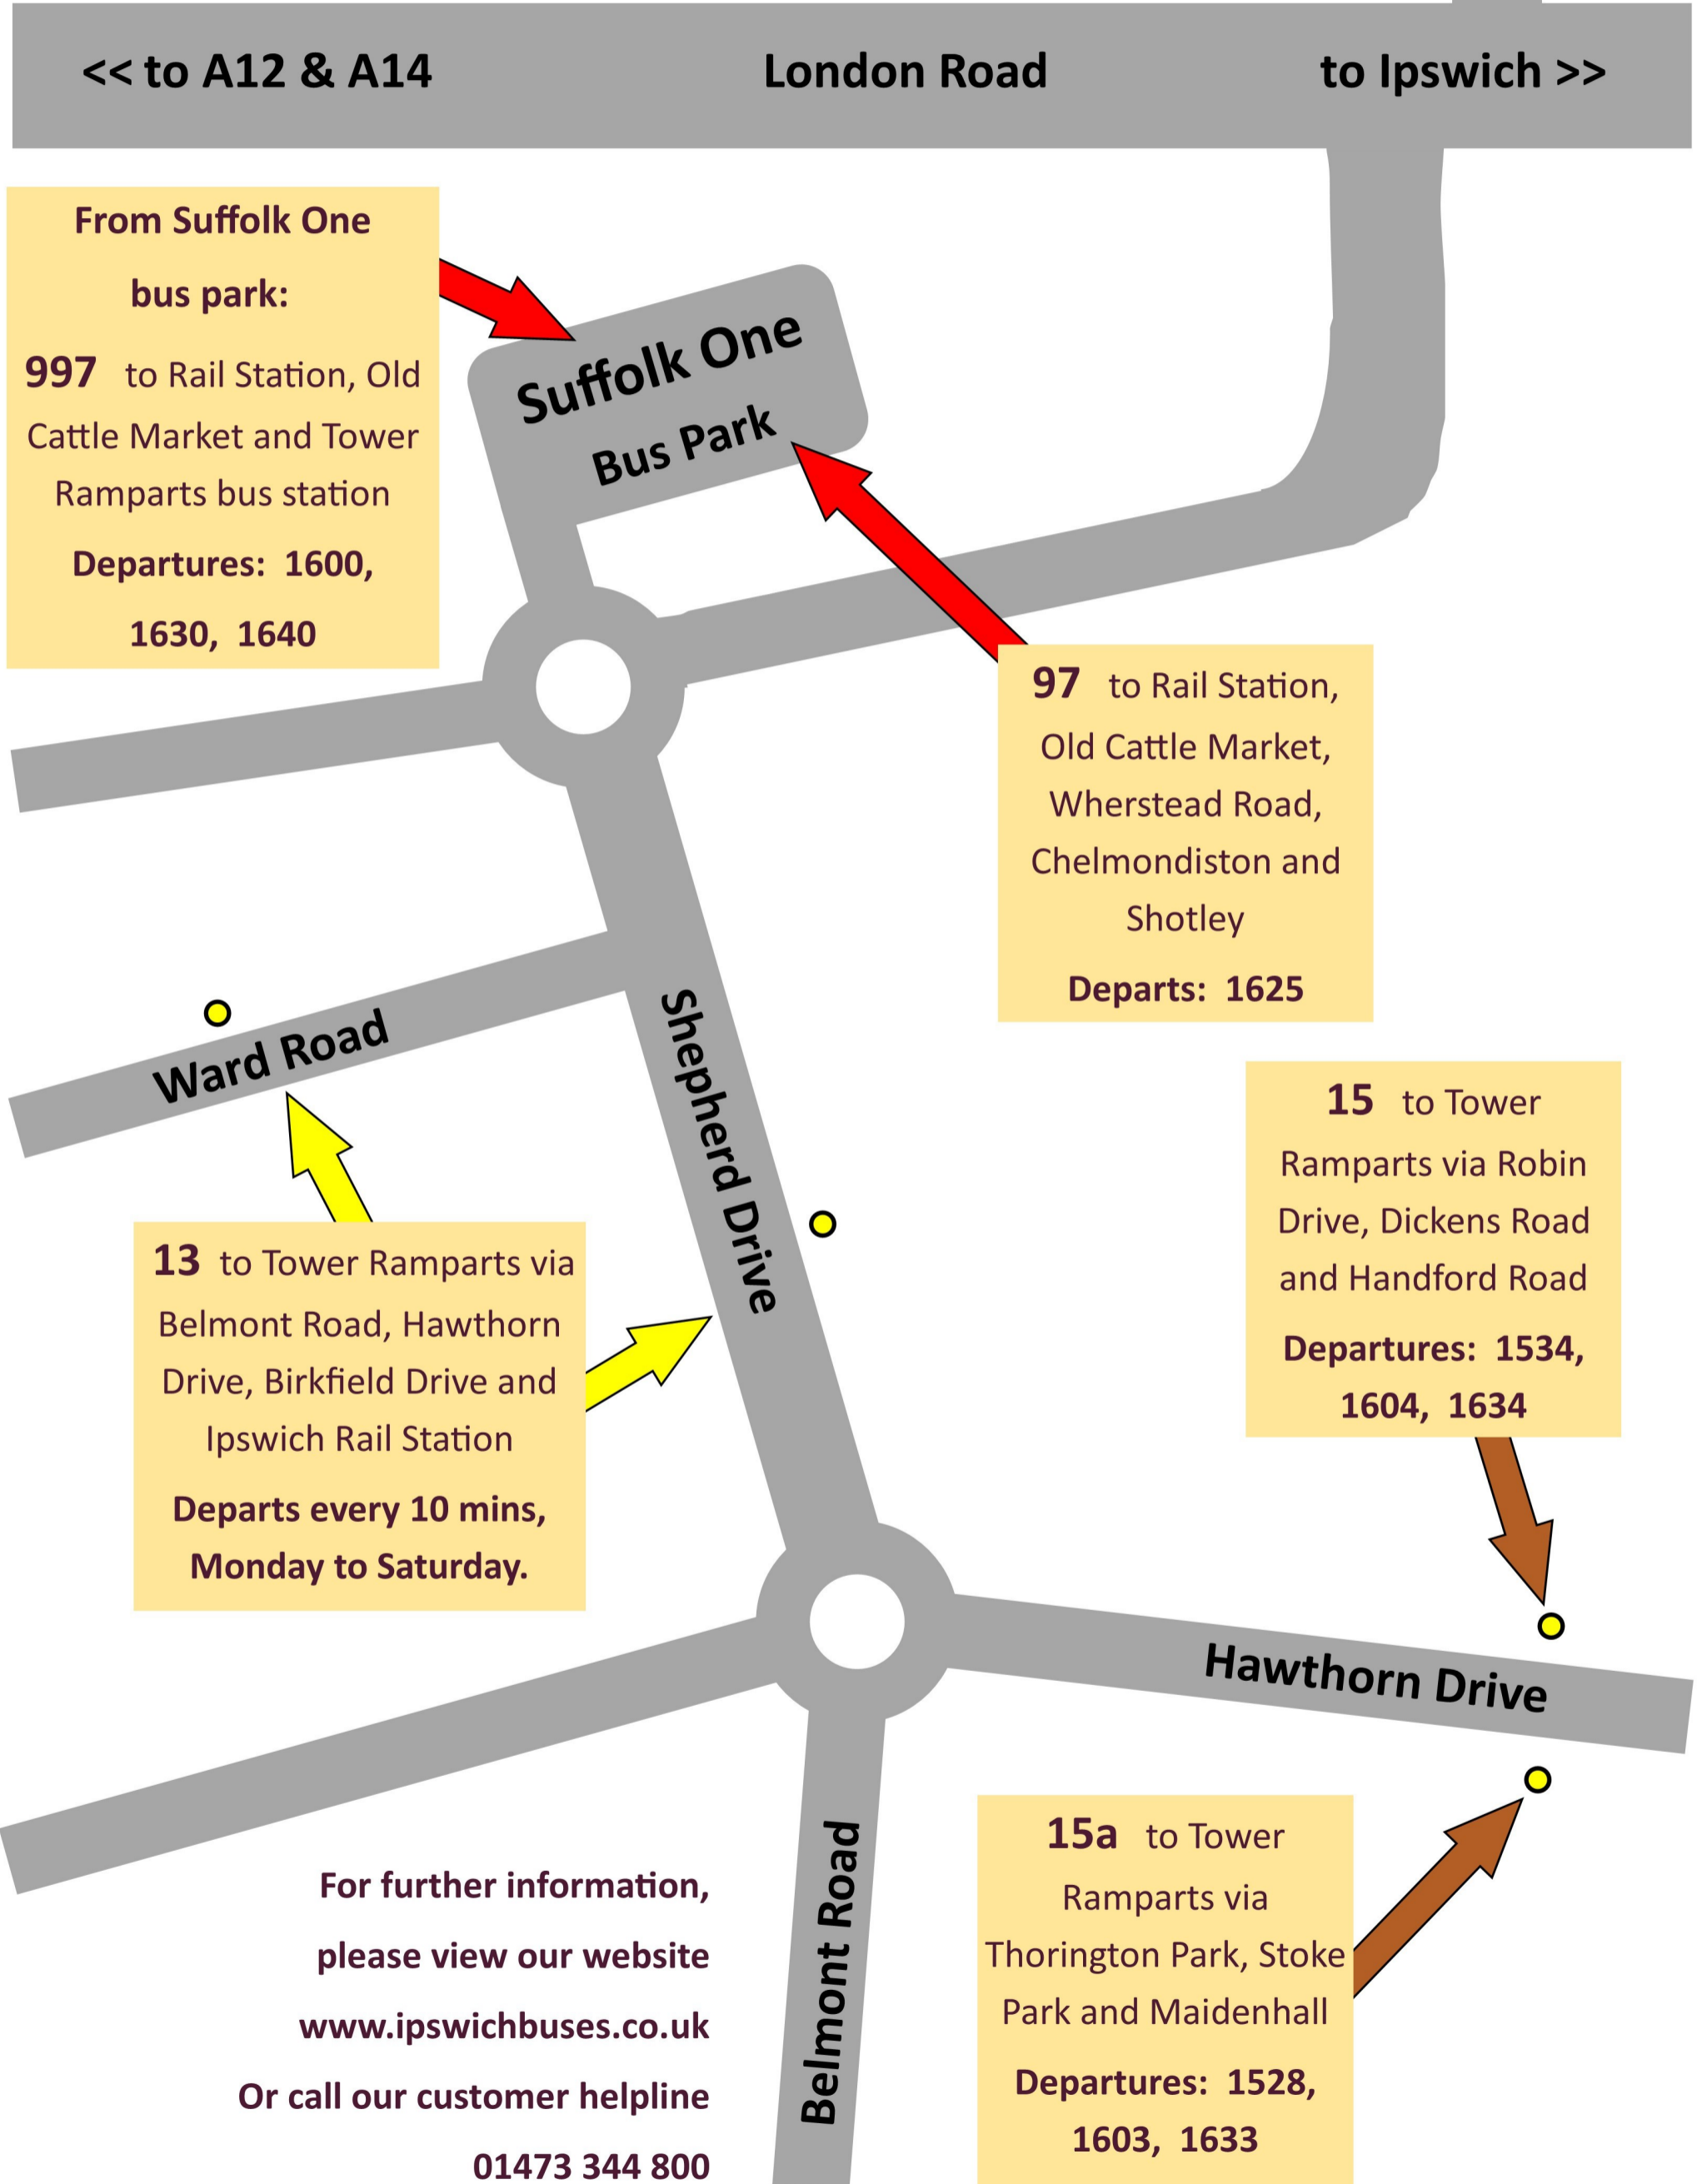 << to A12 & A14
London Road
to Ipswich >>
From Suffolk One
bus park:
997 to Rail Station, Old
Cattle Market and Tower
Ramparts bus station
Departures: 1600,
1630, 1640
Suffolk One
Bus Park
97 to Rail Station,
Old Cattle Market,
Wherstead Road,
Chelmondiston and
Shotley
Departs: 1625
Ward Road
Shepherd Drive
15 to Tower
Ramparts via Robin
Drive, Dickens Road
and Handford Road
Departures: 1534,
1604, 1634
13 to Tower Ramparts via
Belmont Road, Hawthorn
Drive, Birkfield Drive and
Ipswich Rail Station
Departs every 10 mins,
Monday to Saturday.
Hawthorn Drive
Belmont Road
15a to Tower
Ramparts via
Thorington Park, Stoke
Park and Maidenhall
Departures: 1528,
1603, 1633
For further information,
please view our website
www.ipswichbuses.co.uk
Or call our customer helpline
01473 344 800